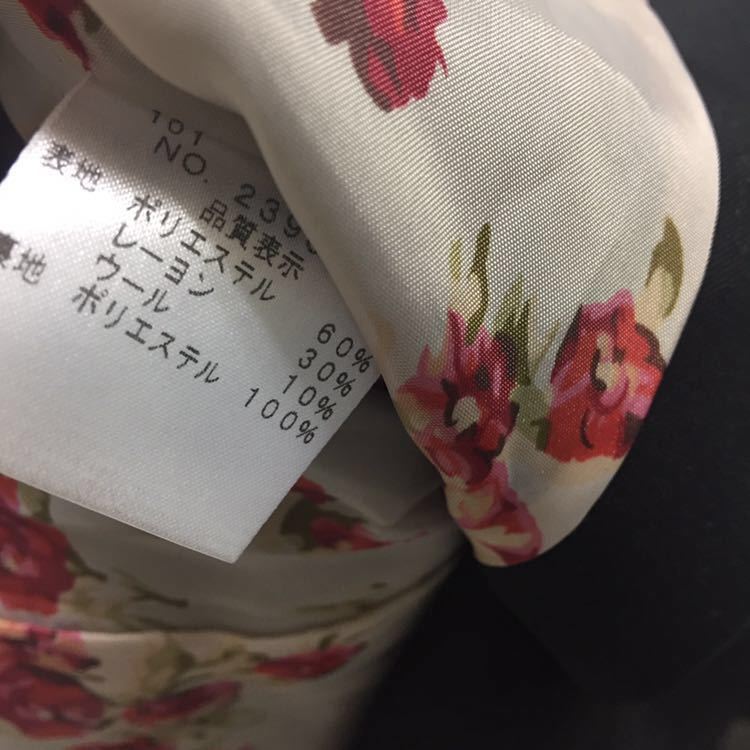 101
NO. 239
品質表示
表地 ポリエステル 60%
レーヨン 30%
ウール 10%
裏地 ポリエステル 100%